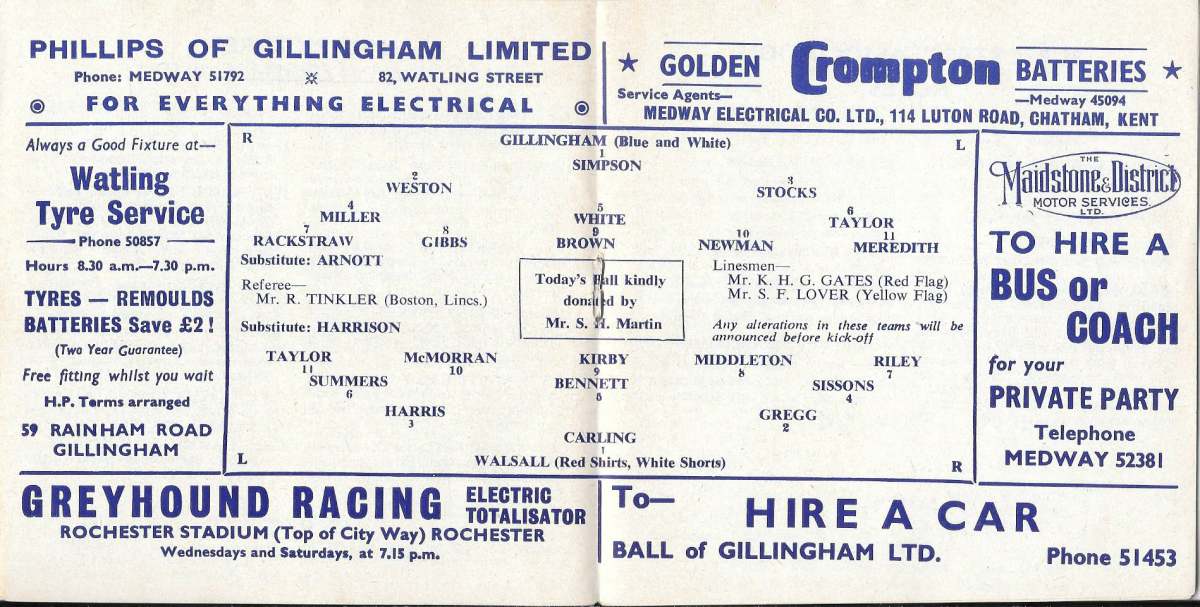 PHILLIPS OF GILLINGHAM LIMITED
Phone: MEDWAY 51792 82, WATLING STREET
FOR EVERYTHING ELECTRICAL
GOLDEN Crompton BATTERIES
Service Agents— —Medway 45094
MEDWAY ELECTRICAL CO. LTD., 114 LUTON ROAD, CHATHAM, KENT
Always a Good Fixture at—
Watling
Tyre Service
Phone 50857
Hours 8.30 a.m.—7.30 p.m.
TYRES — REMOULDS
BATTERIES Save £2!
(Two Year Guarantee)
Free fitting whilst you wait
H.P. Terms arranged
59 RAINHAM ROAD
GILLINGHAM
R GILLINGHAM (Blue and White) L
1
SIMPSON
2 3
WESTON STOCKS
4 5 6
MILLER WHITE TAYLOR
7 8 9 10 11
RACKSTRAW GIBBS BROWN NEWMAN MEREDITH
Substitute: ARNOTT
Referee—
Mr. R. TINKLER (Boston, Lincs.)
Today's Ball kindly
donated by
Mr. S. H. Martin
Linesmen—
Mr. K. H. G. GATES (Red Flag)
Mr. S. F. LOVER (Yellow Flag)
Substitute: HARRISON
Any alterations in these teams will be
announced before kick-off
TAYLOR McMORRAN KIRBY MIDDLETON RILEY
11 10 9 8 7
SUMMERS BENNETT SISSONS
6 5 4
HARRIS GREGG
3 2
CARLING
1
L WALSALL (Red Shirts, White Shorts) R
THE
Maidstone & District
MOTOR SERVICES
LTD.
TO HIRE A
BUS or
COACH
for your
PRIVATE PARTY
Telephone
MEDWAY 52381
GREYHOUND RACING ELECTRIC
TOTALISATOR
ROCHESTER STADIUM (Top of City Way) ROCHESTER
Wednesdays and Saturdays, at 7.15 p.m.
To—
HIRE A CAR
BALL of GILLINGHAM LTD. Phone 51453